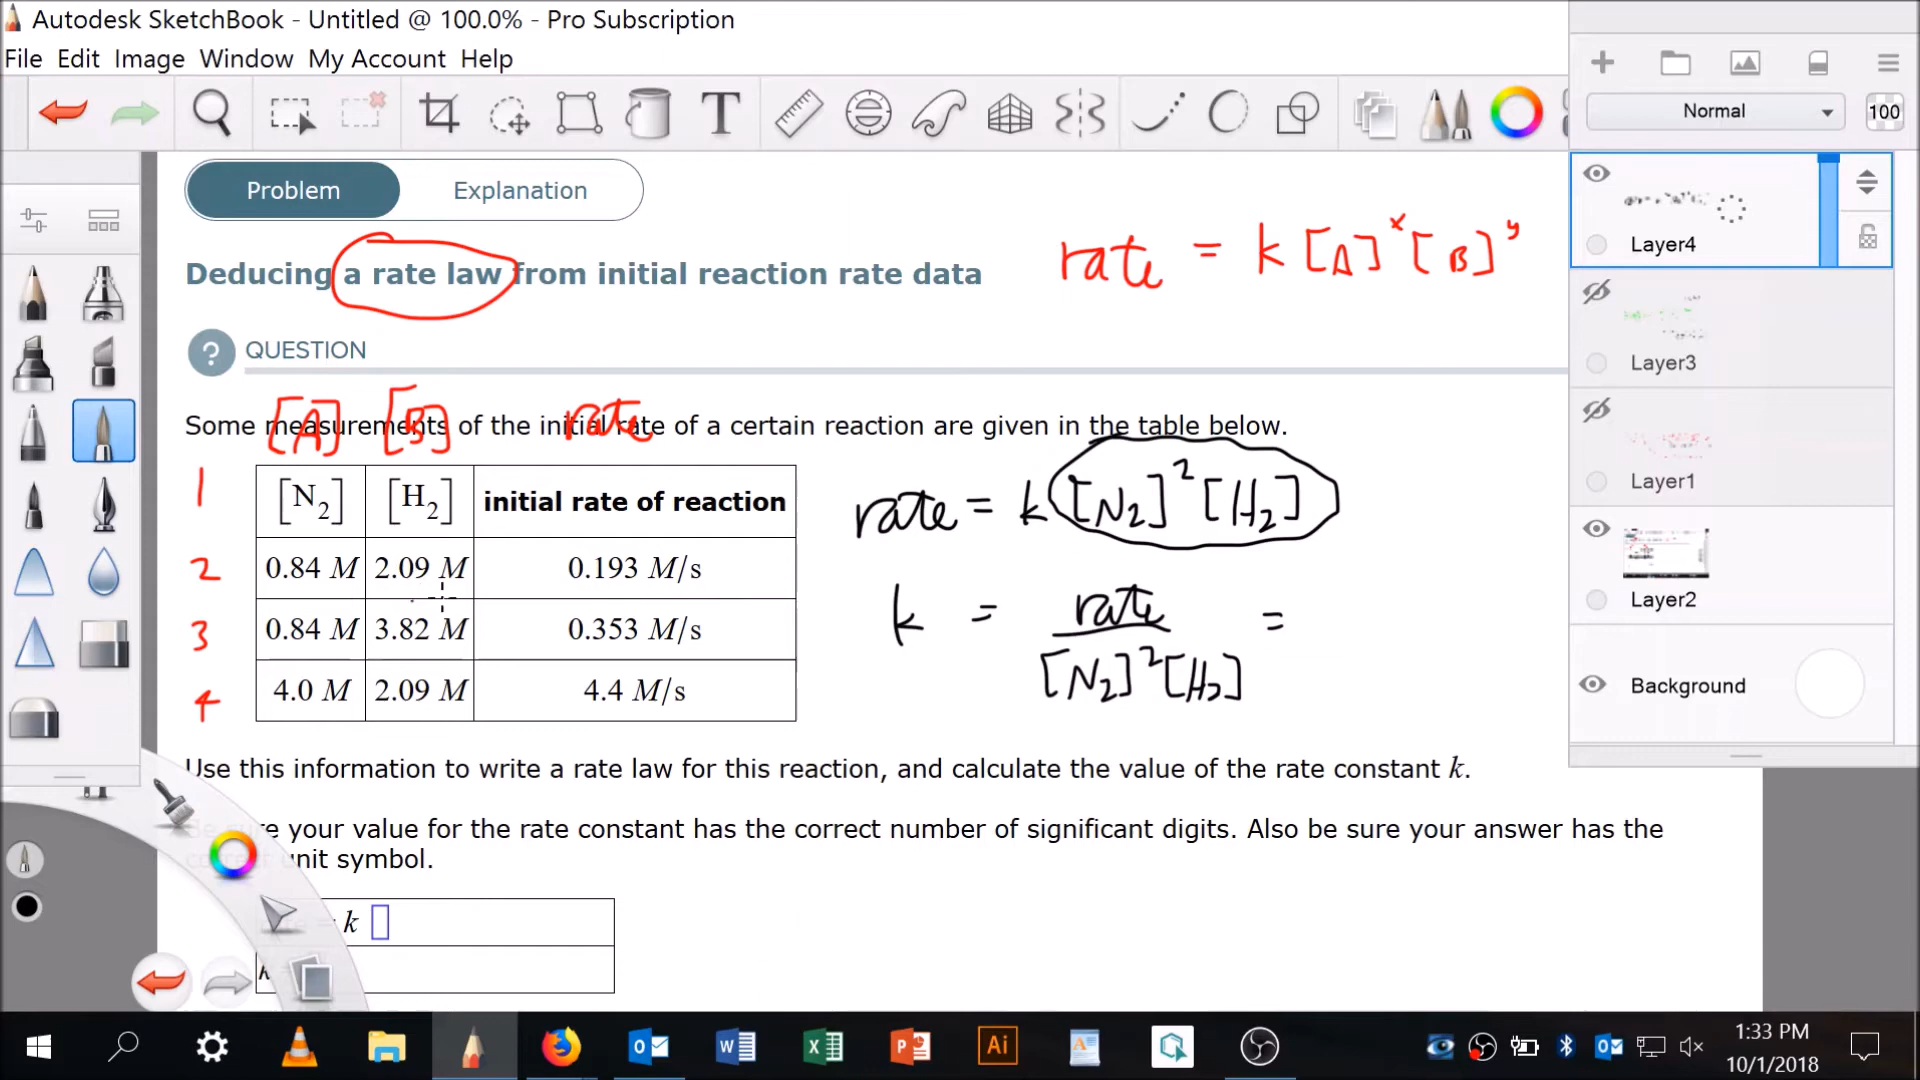 Autodesk SketchBook - Untitled @ 100.0% - Pro Subscription
File Edit Image Window My Account Help
T
Normal
100
Problem
Explanation
Layer4
rate = k [A]^x [B]^y
Deducing a rate law from initial reaction rate data
Layer3
? QUESTION
[A] [B] rate
Some measurements of the initial rate of a certain reaction are given in the table below.
Layer1
1
[N2] [H2] initial rate of reaction
rate = k [N2]^2 [H2]
2
0.84 M 2.09 M 0.193 M/s
Layer2
3
0.84 M 3.82 M 0.353 M/s
k = rate / [N2]^2 [H2] =
4
4.0 M 2.09 M 4.4 M/s
Background
Use this information to write a rate law for this reaction, and calculate the value of the rate constant k.
Be sure your value for the rate constant has the correct number of significant digits. Also be sure your answer has the
correct unit symbol.
= k
k
Ai
1:33 PM
10/1/2018